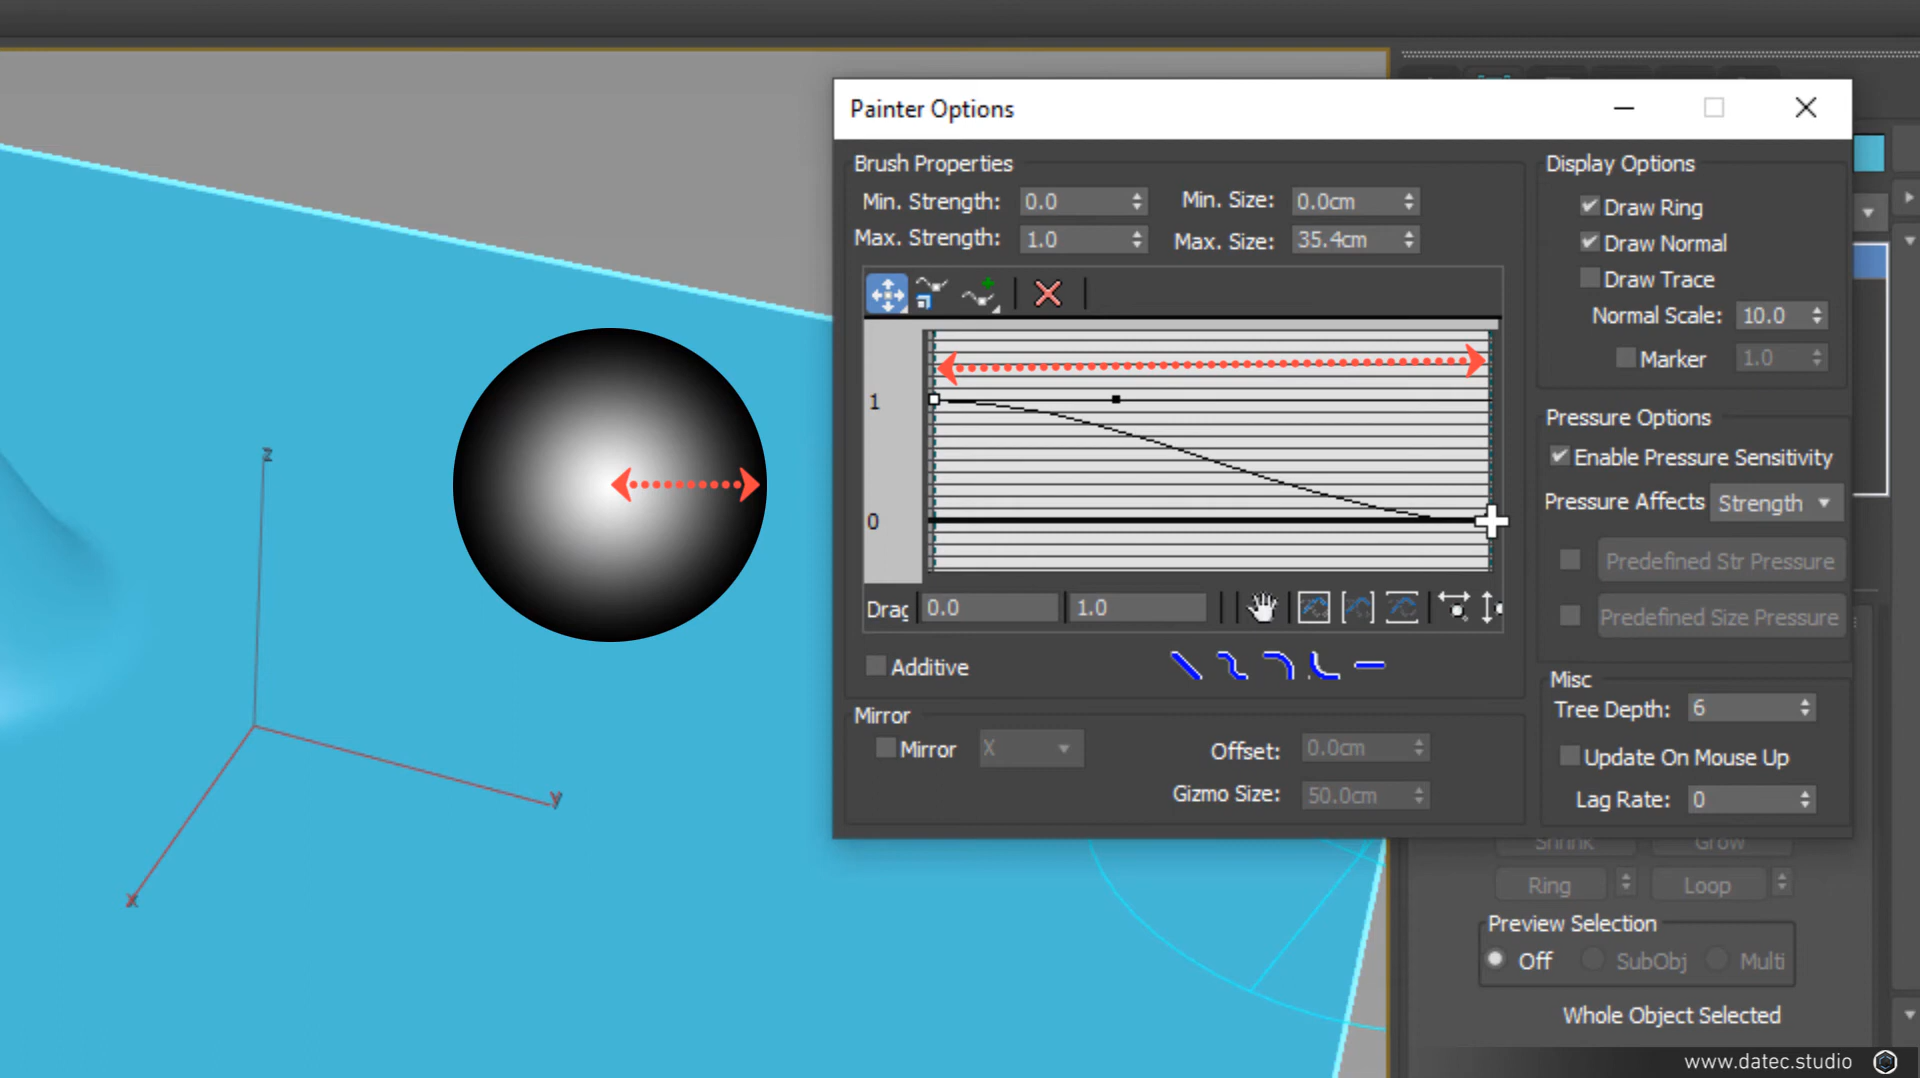 Painter Options
Brush Properties
Min. Strength: 0.0 Min. Size: 0.0cm
Max. Strength: 1.0 Max. Size: 35.4cm
1
0
Drag 0.0 1.0
Additive
Mirror
Mirror X Offset: 0.0cm
Gizmo Size: 50.0cm
Display Options
Draw Ring
Draw Normal
Draw Trace
Normal Scale: 10.0
Marker 1.0
Pressure Options
Enable Pressure Sensitivity
Pressure Affects Strength
Predefined Str Pressure
Predefined Size Pressure
Misc
Tree Depth: 6
Update On Mouse Up
Lag Rate: 0
z
y
x
Shrink Grow
Ring Loop
Preview Selection
Off SubObj Multi
Whole Object Selected
www.datec.studio